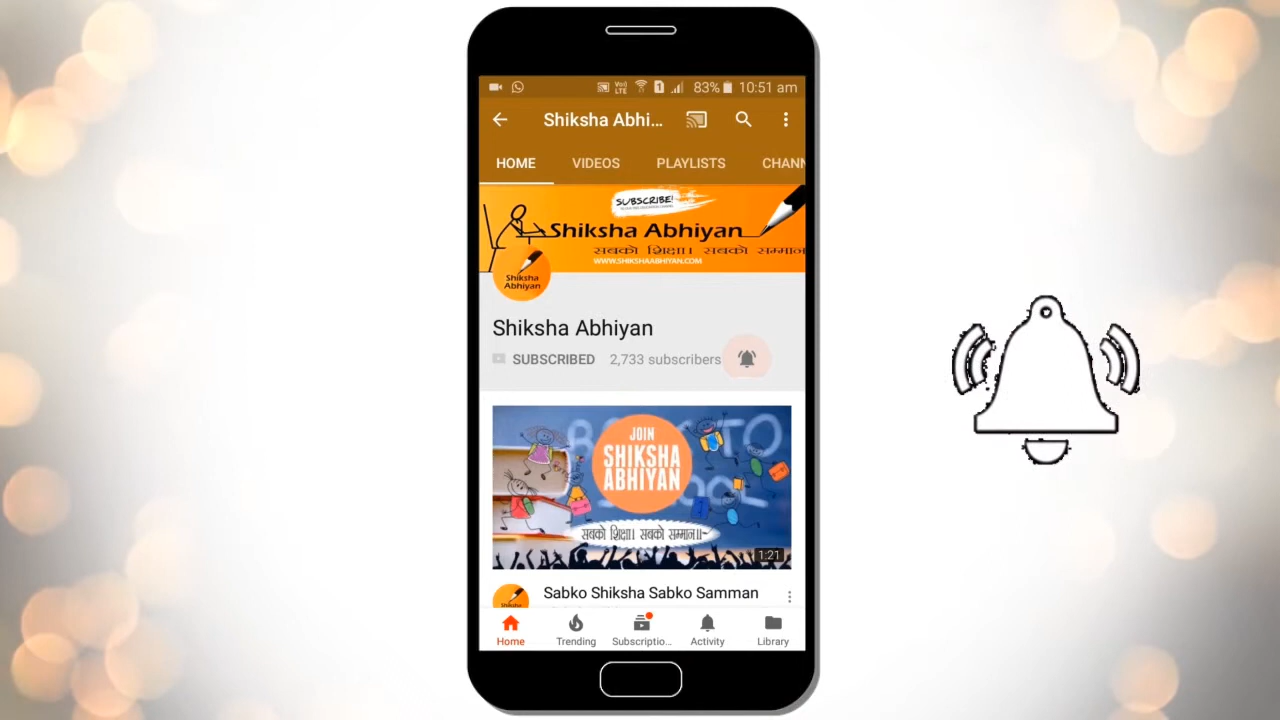 83% 10:51 am
Shiksha Abhi...
HOME VIDEOS PLAYLISTS CHANN
SUBSCRIBE!
Shiksha Abhiyan
सबको शिक्षा। सबको सम्मान
WWW.SHIKSHAABHIYAN.COM
Shiksha
Abhiyan
Shiksha Abhiyan
SUBSCRIBED 2,733 subscribers
JOIN
SHIKSHA
ABHIYAN
सबको शिक्षा। सबको सम्मान॥~
1:21
Sabko Shiksha Sabko Samman
Shiksha
Home Trending Subscriptio... Activity Library